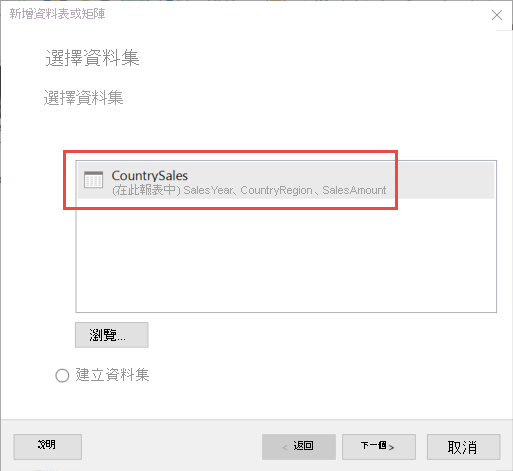 新增資料表或矩陣
選擇資料集
選擇資料集
CountrySales
(在此報表中) SalesYear、CountryRegion、SalesAmount
瀏覽...
建立資料集
說明
< 返回
下一個 >
取消